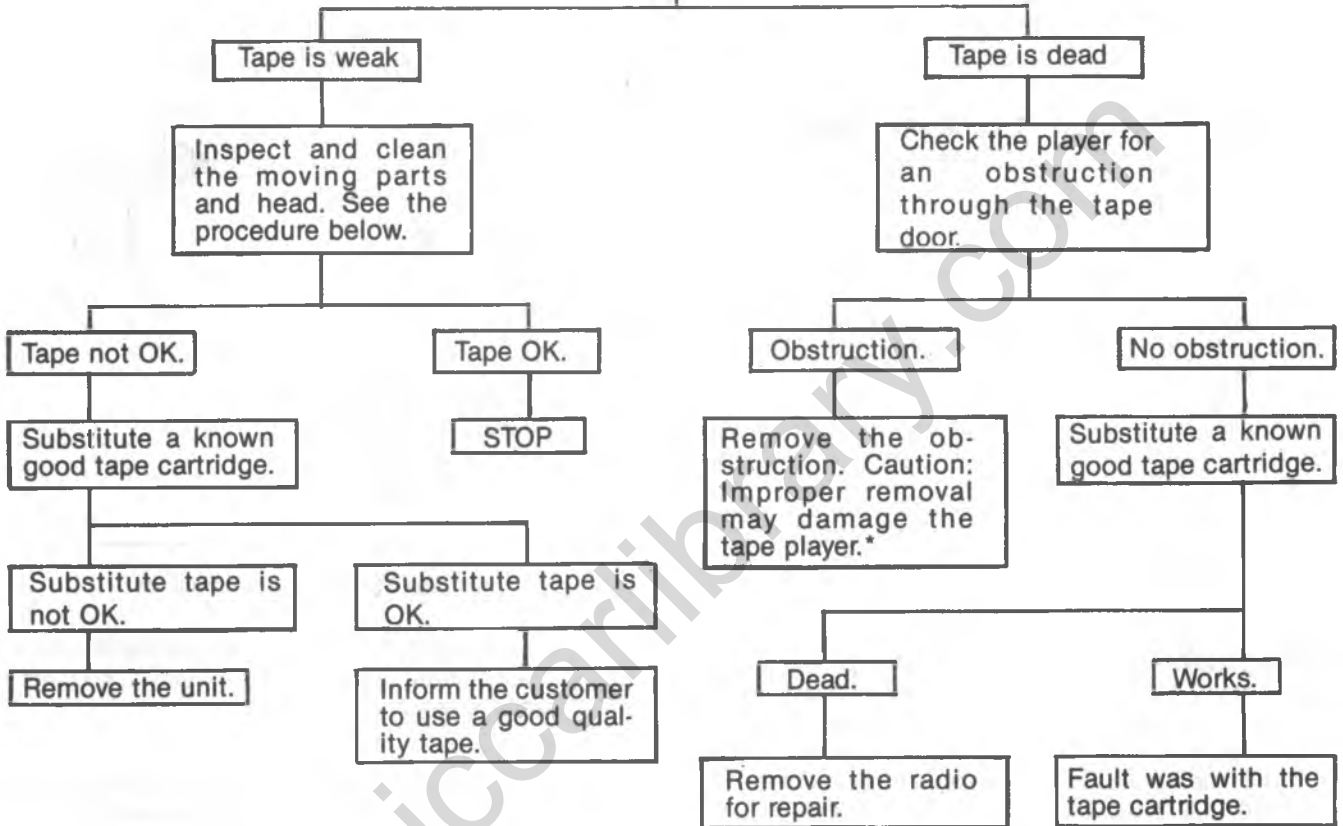 Tape is weak
Tape is dead
Inspect and clean
the moving parts
and head. See the
procedure below.
Check the player for
an obstruction
through the tape
door.
Tape not OK.
Tape OK.
Obstruction.
No obstruction.
Substitute a known
good tape cartridge.
STOP
Remove the ob-
struction. Caution:
Improper removal
may damage the
tape player.*
Substitute a known
good tape cartridge.
Substitute tape is
not OK.
Substitute tape is
OK.
Remove the unit.
Inform the customer
to use a good qual-
ity tape.
Dead.
Works.
Remove the radio
for repair.
Fault was with the
tape cartridge.
iccarlibrary.com